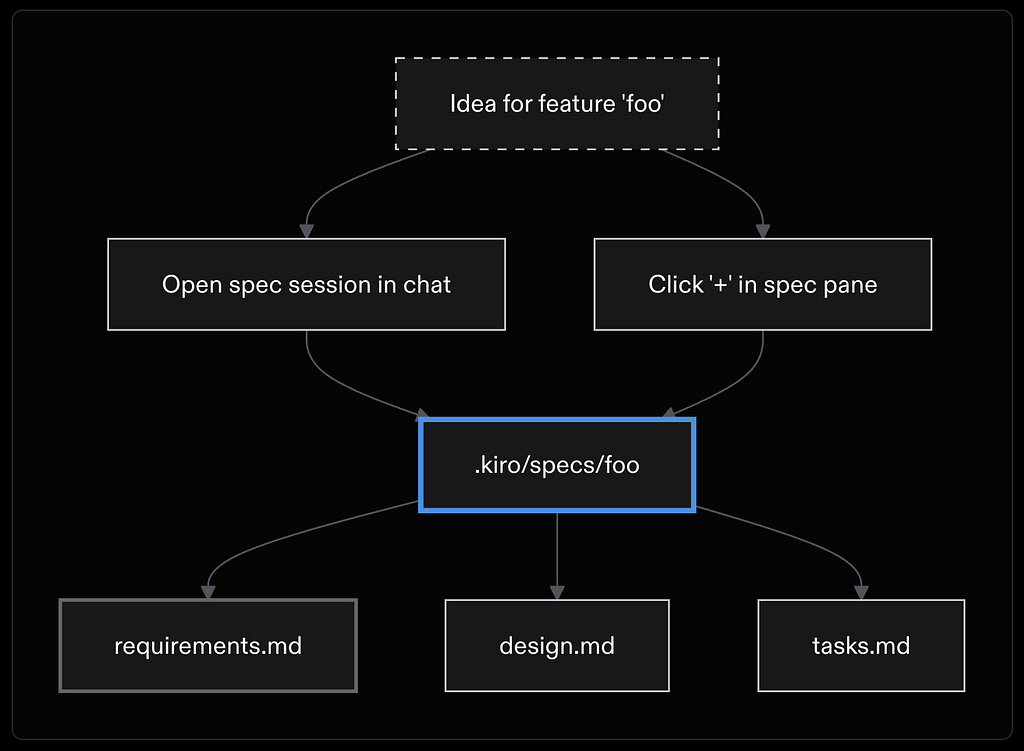 Idea for feature 'foo'
Open spec session in chat
Click '+' in spec pane
.kiro/specs/foo
requirements.md
design.md
tasks.md